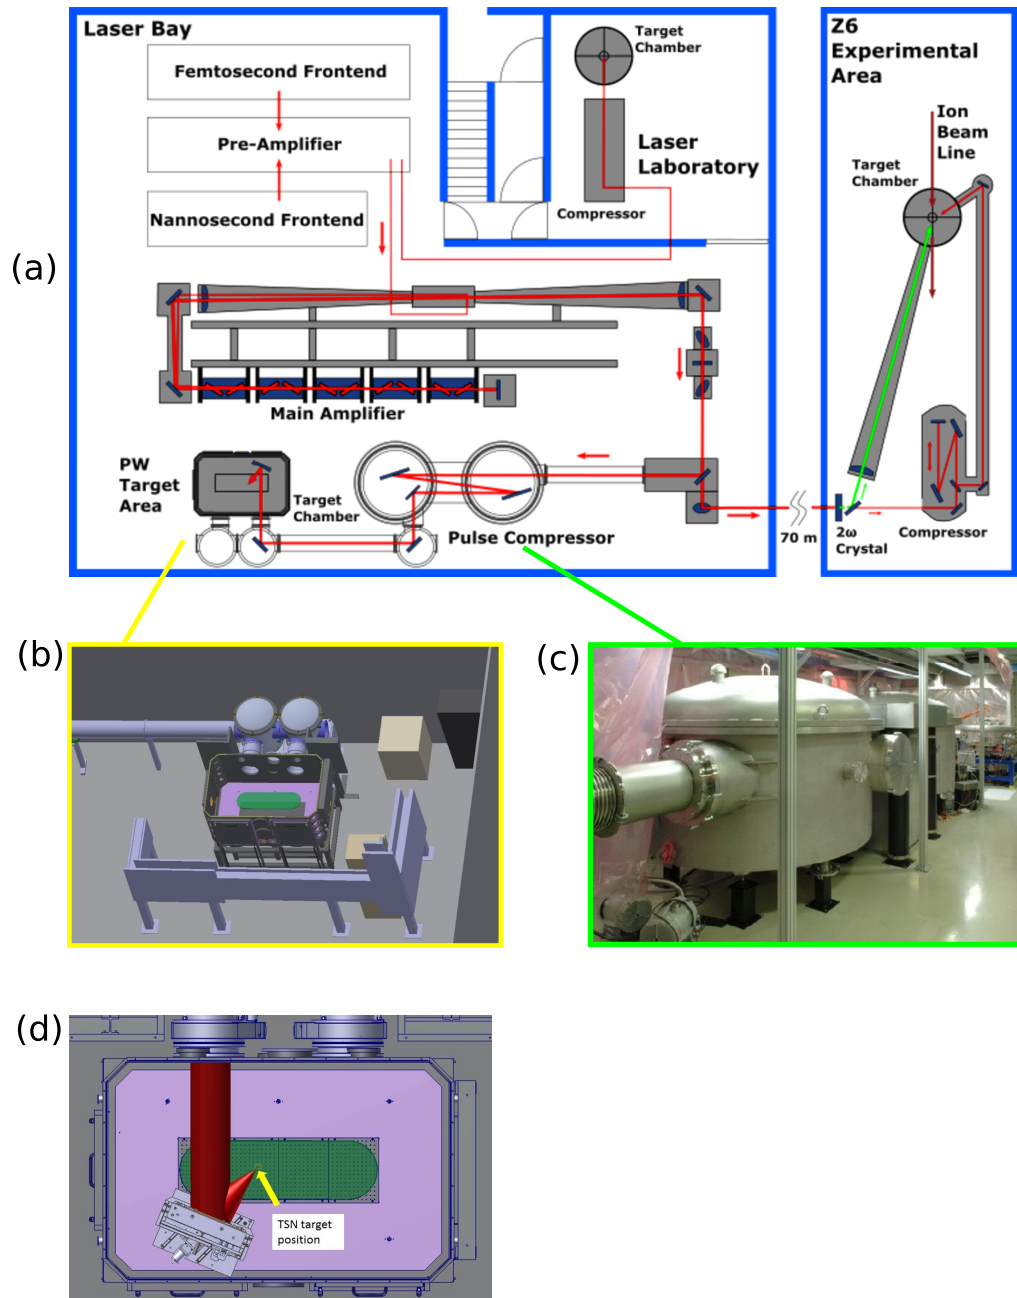 (a)
Laser Bay
Femtosecond Frontend
Pre-Amplifier
Nannosecond Frontend
Target
Chamber
Laser
Laboratory
Compressor
Z6
Experimental
Area
Ion
Beam
Line
Target
Chamber
Main Amplifier
PW
Target
Area
Target
Chamber
Pulse Compressor
70 m
2ω
Crystal
Compressor
(b)
(c)
(d)
TSN target
position